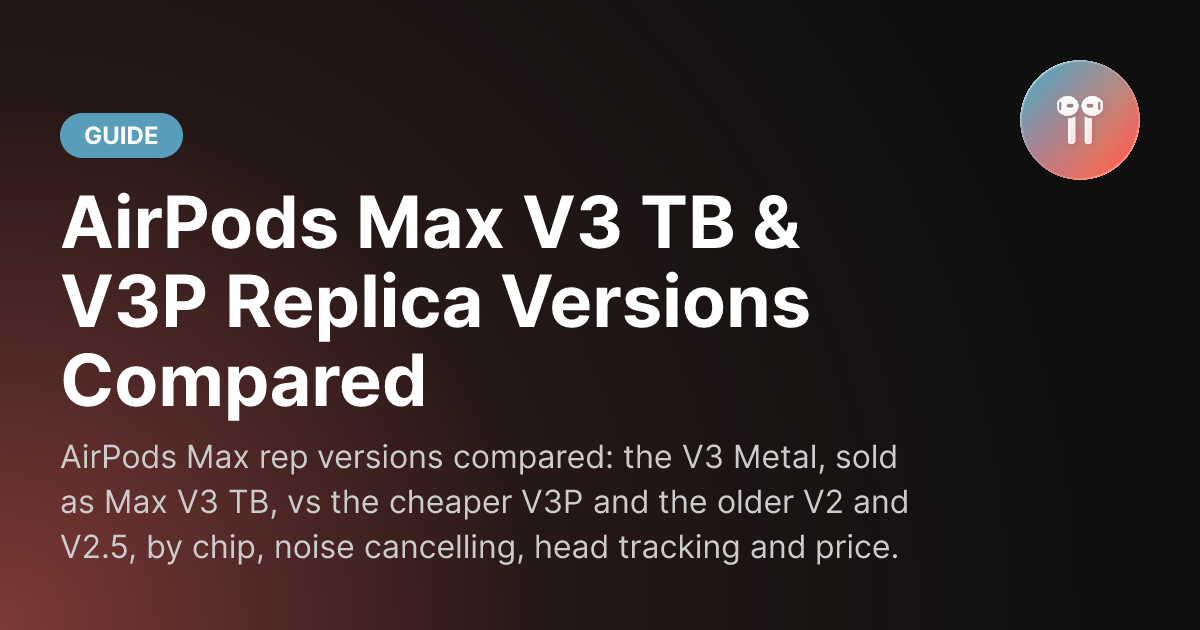 GUIDE
AirPods Max V3 TB &
V3P Replica Versions
Compared
AirPods Max rep versions compared: the V3 Metal, sold
as Max V3 TB, vs the cheaper V3P and the older V2 and
V2.5, by chip, noise cancelling, head tracking and price.